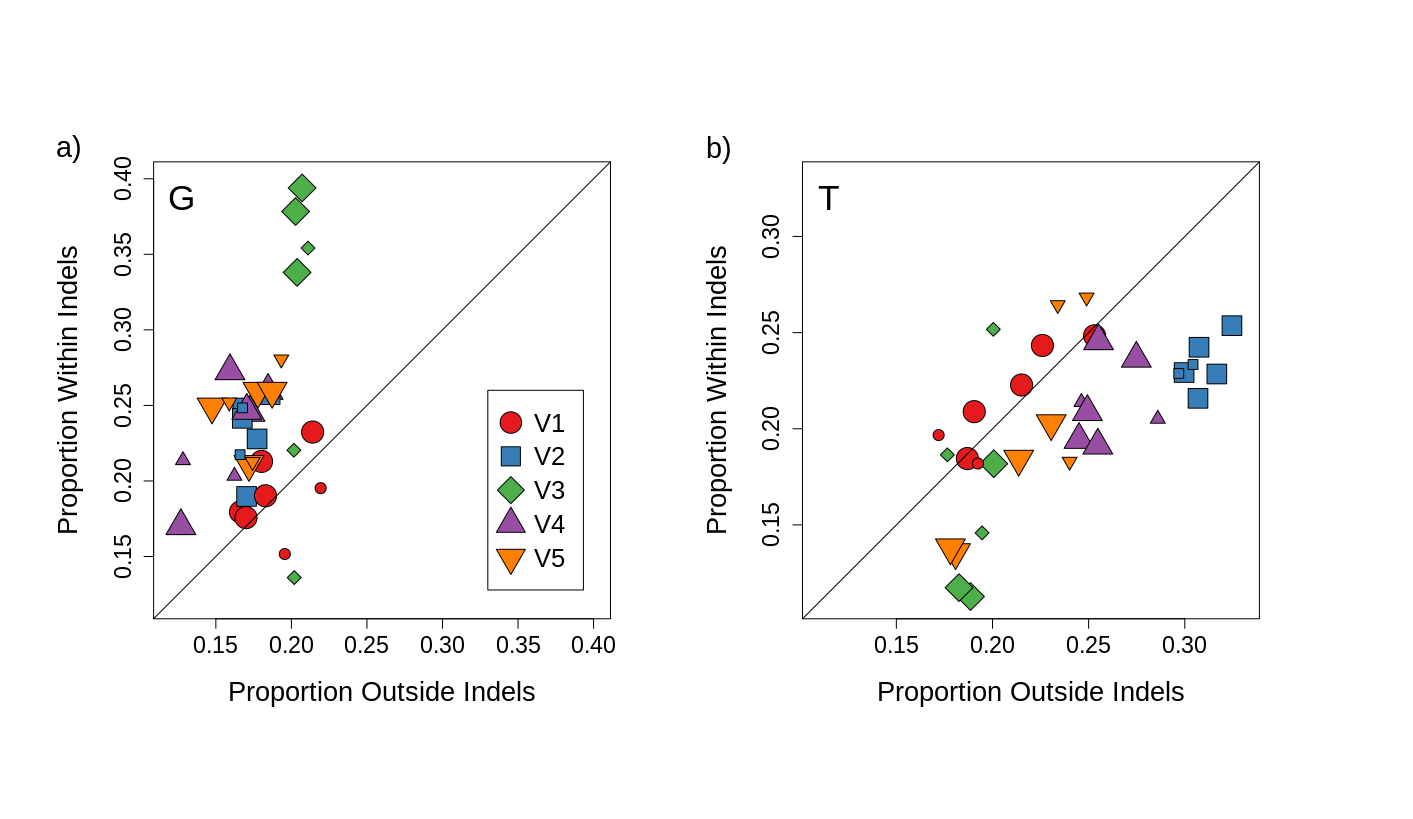 a)
G
Proportion Within Indels
0.40
0.35
0.30
0.25
0.20
0.15
V1
V2
V3
V4
V5
0.15 0.20 0.25 0.30 0.35 0.40
Proportion Outside Indels
b)
T
Proportion Within Indels
0.30
0.25
0.20
0.15
0.15 0.20 0.25 0.30
Proportion Outside Indels